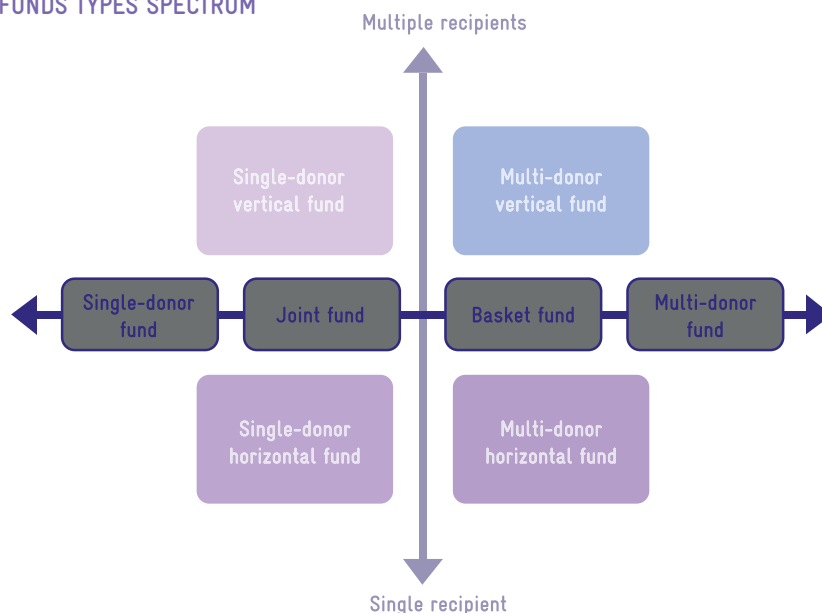 FUNDS TYPES SPECTRUM
Multiple recipients
Single-donor
vertical fund
Multi-donor
vertical fund
Single-donor
fund
Joint fund
Basket fund
Multi-donor
fund
Single-donor
horizontal fund
Multi-donor
horizontal fund
Single recipient